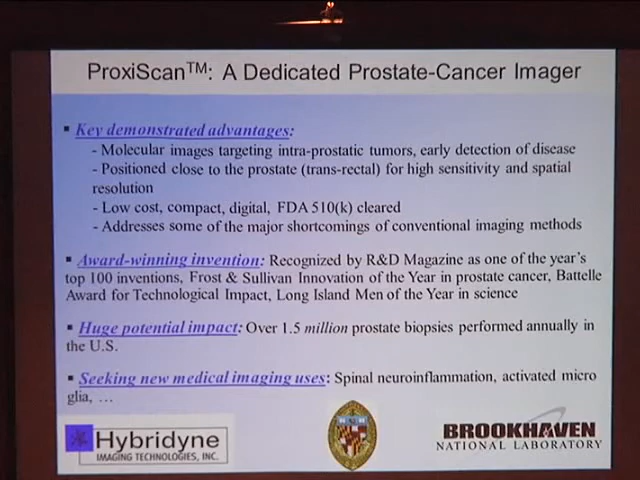 ProxiScan™: A Dedicated Prostate-Cancer Imager
▪ Key demonstrated advantages:
- Molecular images targeting intra-prostatic tumors, early detection of disease
- Positioned close to the prostate (trans-rectal) for high sensitivity and spatial
resolution
- Low cost, compact, digital, FDA 510(k) cleared
- Addresses some of the major shortcomings of conventional imaging methods
▪ Award-winning invention: Recognized by R&D Magazine as one of the year's
top 100 inventions, Frost & Sullivan Innovation of the Year in prostate cancer, Battelle
Award for Technological Impact, Long Island Men of the Year in science
▪ Huge potential impact: Over 1.5 million prostate biopsies performed annually in
the U.S.
▪ Seeking new medical imaging uses: Spinal neuroinflammation, activated micro
glia, …
Hybridyne
IMAGING TECHNOLOGIES, INC.
BROOKHAVEN
NATIONAL LABORATORY